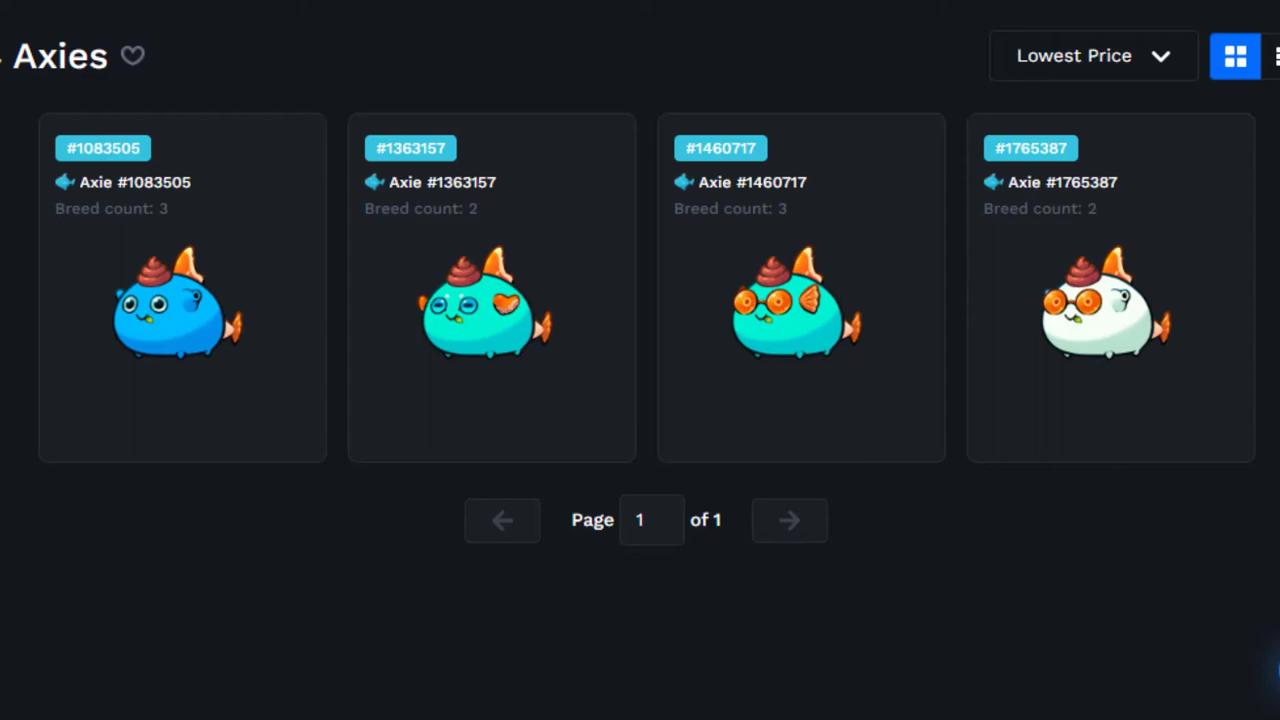 Axies
Lowest Price
#1083505
Axie #1083505
Breed count: 3
#1363157
Axie #1363157
Breed count: 2
#1460717
Axie #1460717
Breed count: 3
#1765387
Axie #1765387
Breed count: 2
Page 1 of 1